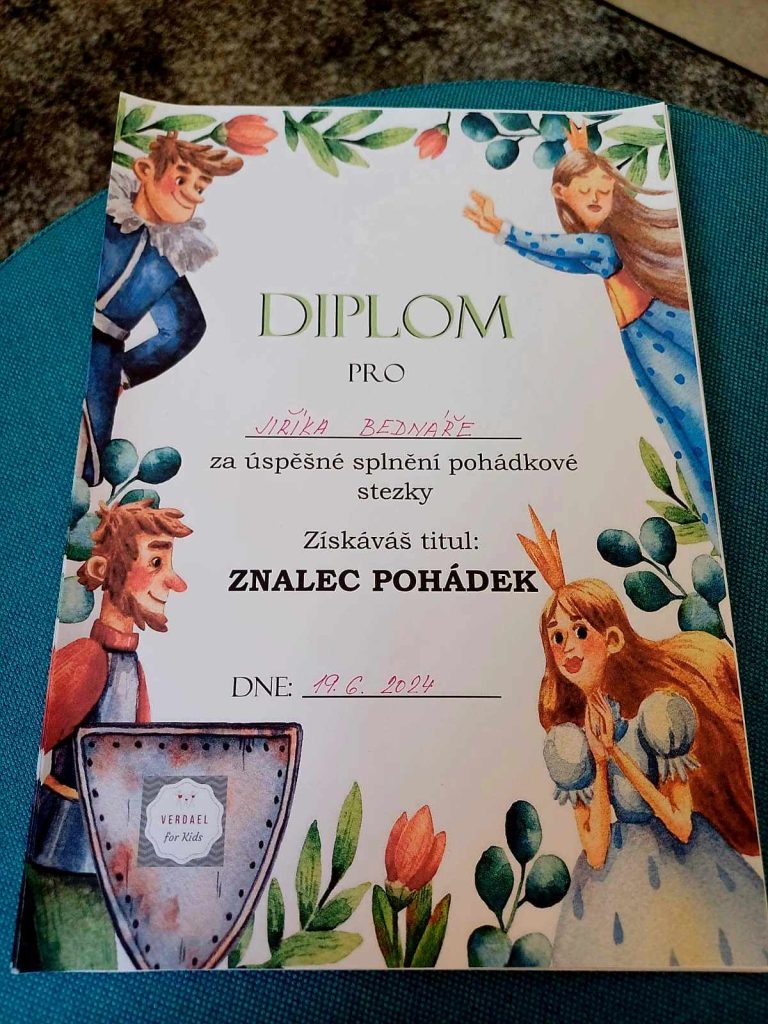 DIPLOM
PRO
JIŘÍKA BEDNÁŘE
za úspěšné splnění pohádkové
stezky
Získáváš titul:
ZNALEC POHÁDEK
DNE: 19. 6. 2024
VERDAEL
for Kids